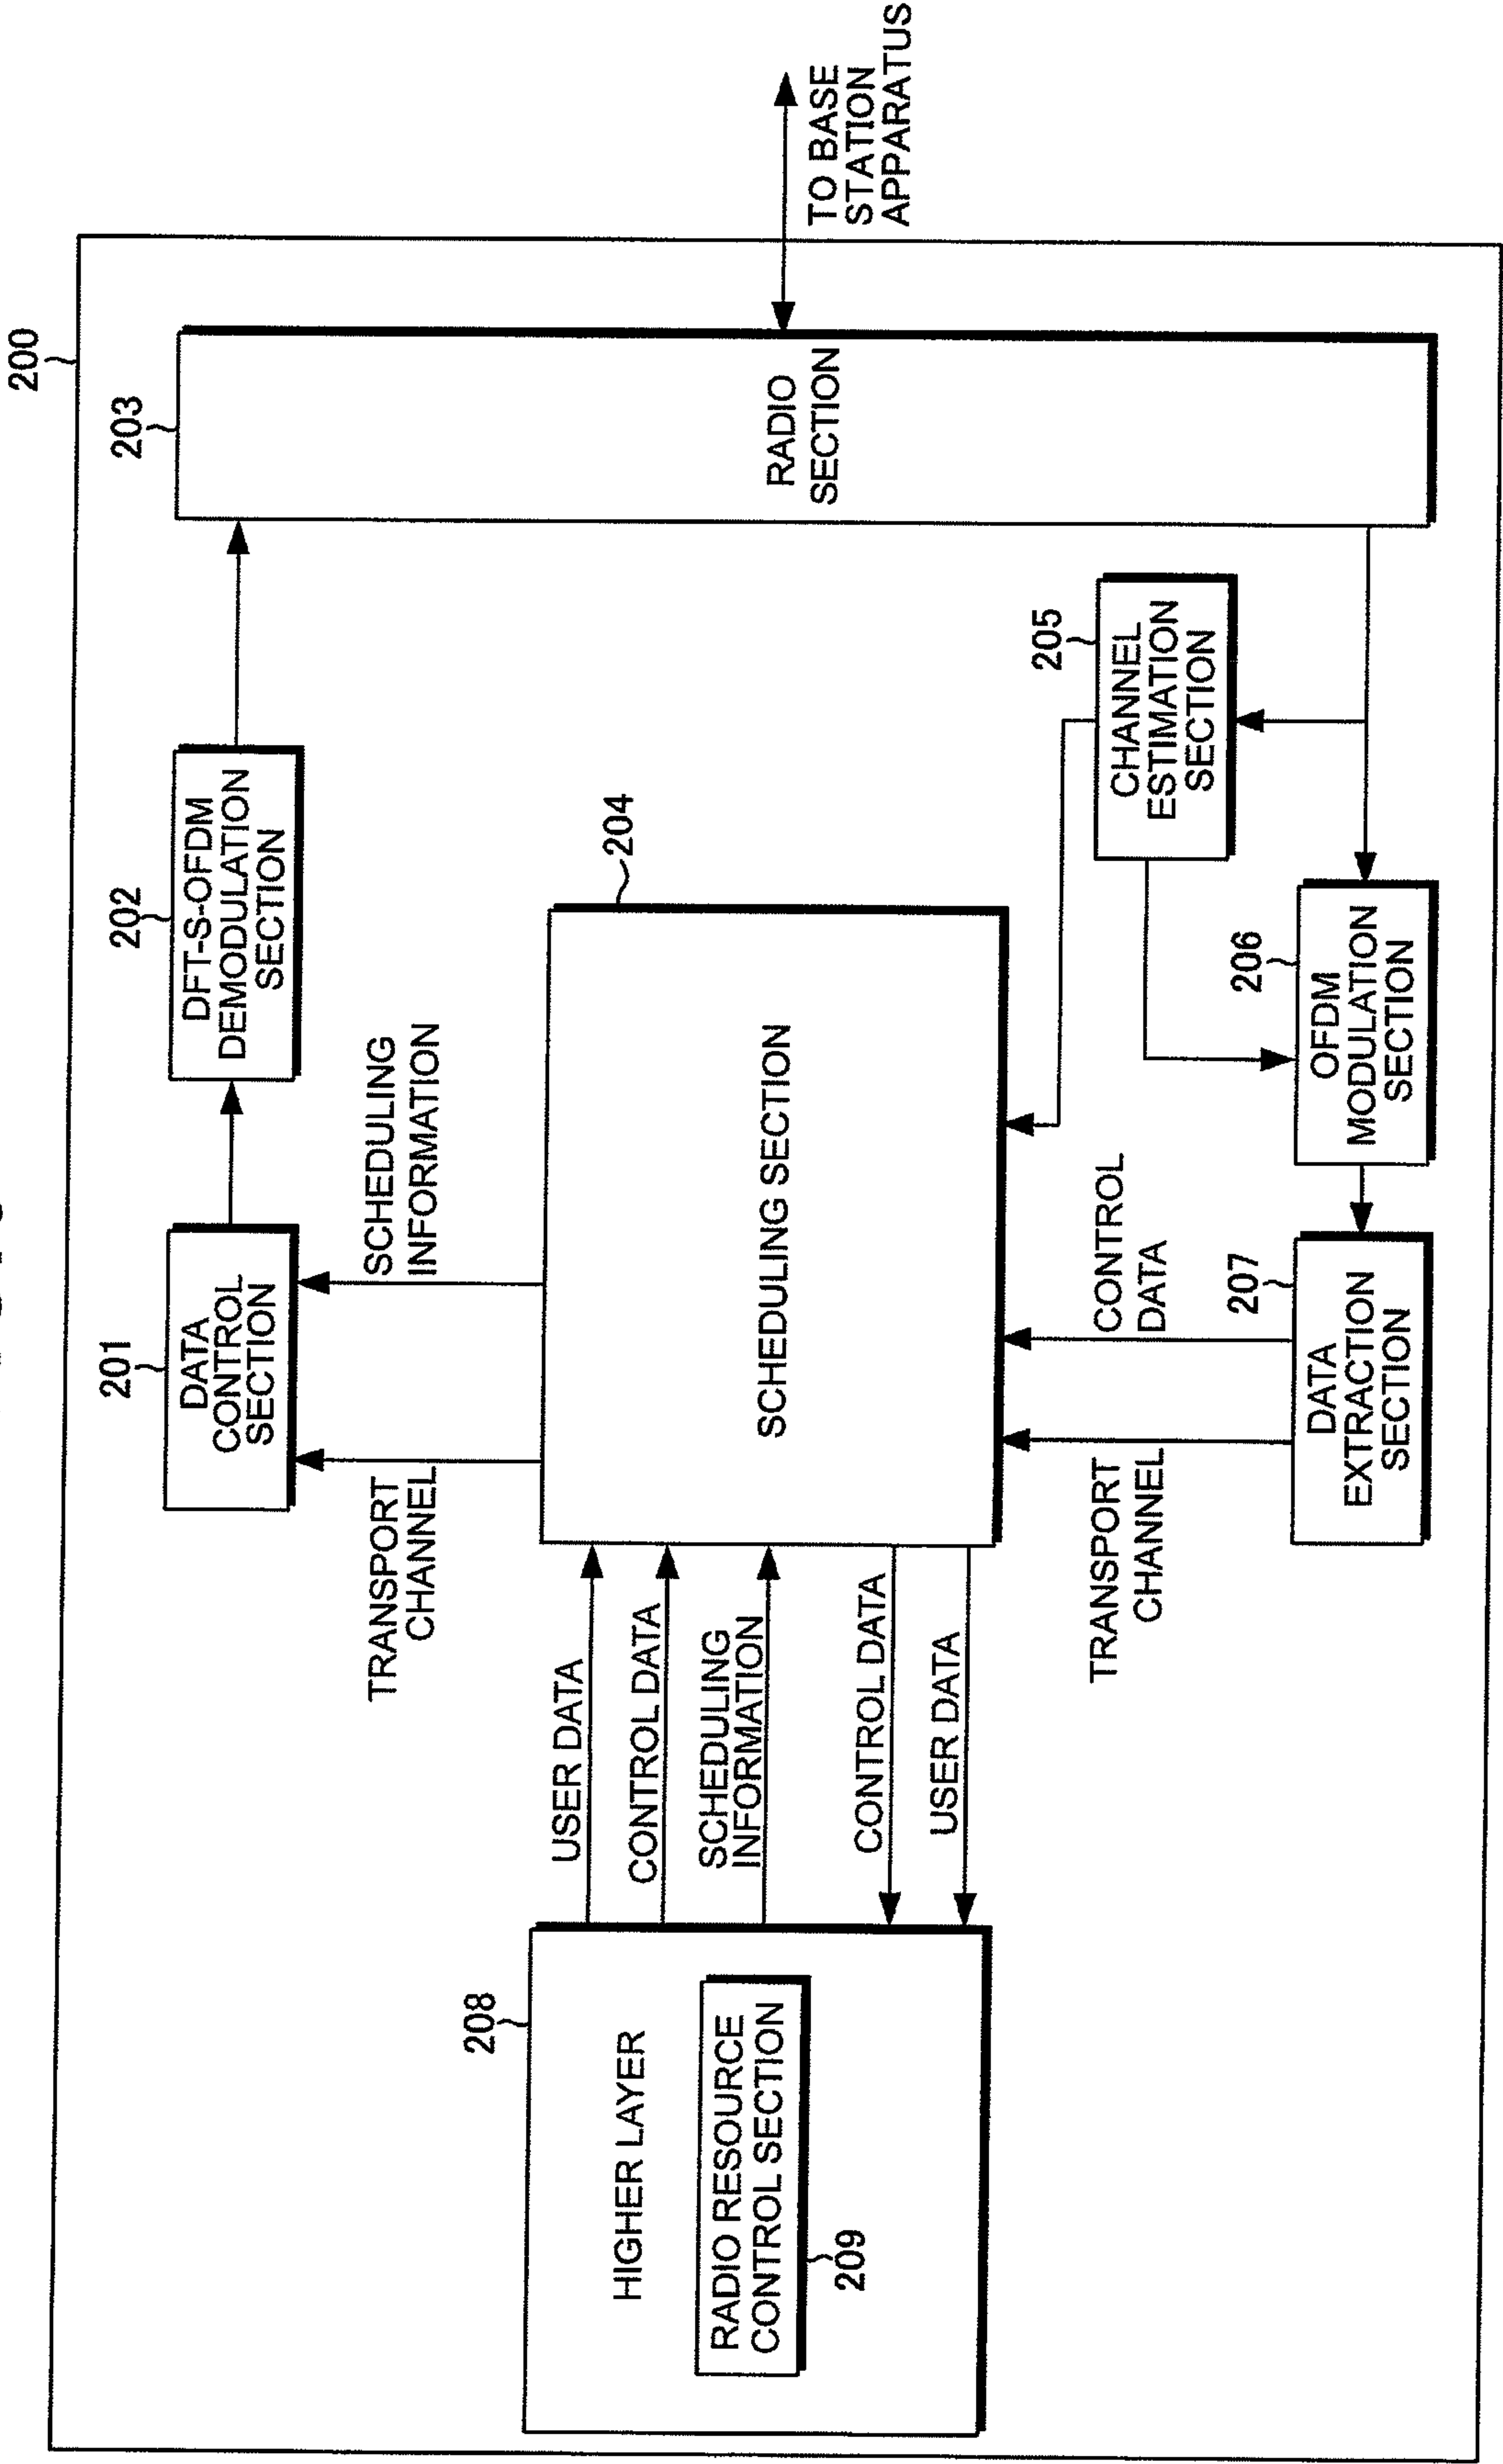 200
203
RADIO
SECTION
TO BASE
STATION
APPARATUS
202
DFT-S-OFDM
DEMODULATION
SECTION
201
DATA
CONTROL
SECTION
SCHEDULING
INFORMATION
TRANSPORT
CHANNEL
204
SCHEDULING SECTION
205
CHANNEL
ESTIMATION
SECTION
206
OFDM
MODULATION
SECTION
207
DATA
EXTRACTION
SECTION
CONTROL
DATA
TRANSPORT
CHANNEL
USER DATA
CONTROL DATA
SCHEDULING
INFORMATION
CONTROL DATA
USER DATA
208
HIGHER LAYER
RADIO RESOURCE
CONTROL SECTION
209